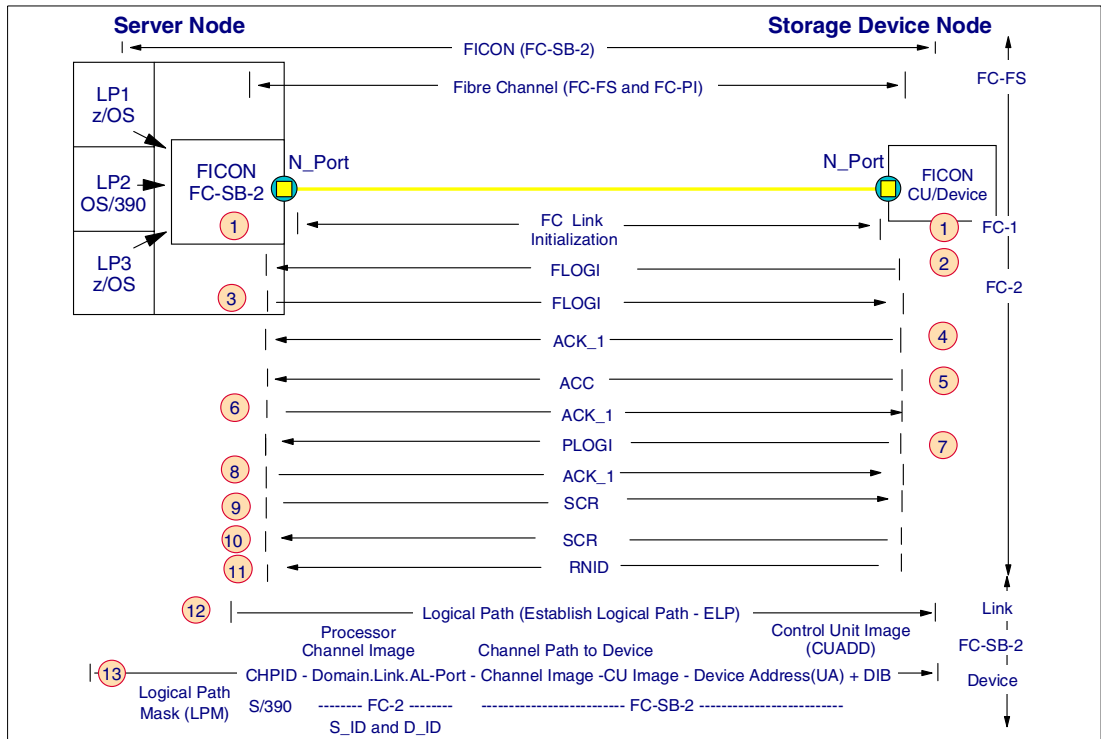 Server Node
Storage Device Node
FICON (FC-SB-2)
FC-FS
Fibre Channel (FC-FS and FC-PI)
LP1
z/OS
LP2
OS/390
LP3
z/OS
FICON
FC-SB-2
N_Port
N_Port
FICON
CU/Device
1
FC Link
Initialization
1
FC-1
FLOGI
2
3
FLOGI
FC-2
ACK_1
4
ACC
5
6
ACK_1
PLOGI
7
8
ACK_1
9
SCR
10
SCR
11
RNID
12
Logical Path (Establish Logical Path - ELP)
Link
Processor
Channel Image
Channel Path to Device
Control Unit Image
(CUADD)
FC-SB-2
13
CHPID - Domain.Link.AL-Port - Channel Image -CU Image - Device Address(UA) + DIB
Device
Logical Path
Mask (LPM)
S/390
-------- FC-2 --------
S_ID and D_ID
------------------------- FC-SB-2 -------------------------